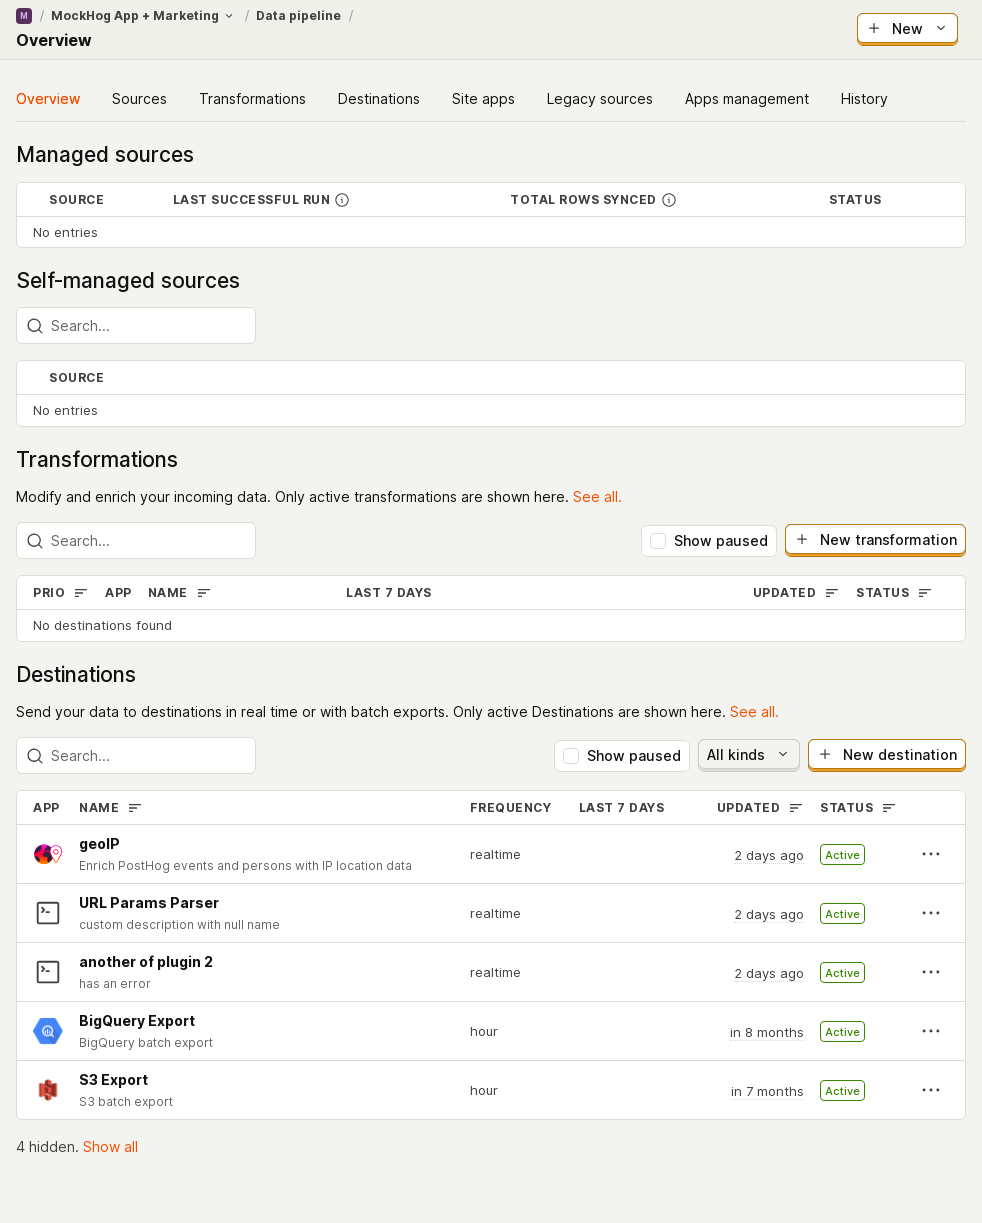 M / MockHog App + Marketing / Data pipeline /
Overview
New
Overview Sources Transformations Destinations Site apps Legacy sources Apps management History
Managed sources
SOURCE LAST SUCCESSFUL RUN TOTAL ROWS SYNCED STATUS
No entries
Self-managed sources
Search...
SOURCE
No entries
Transformations
Modify and enrich your incoming data. Only active transformations are shown here. See all.
Search... Show paused New transformation
PRIO APP NAME LAST 7 DAYS UPDATED STATUS
No destinations found
Destinations
Send your data to destinations in real time or with batch exports. Only active Destinations are shown here. See all.
Search... Show paused All kinds New destination
APP NAME FREQUENCY LAST 7 DAYS UPDATED STATUS
geoIP
Enrich PostHog events and persons with IP location data
realtime 2 days ago Active
URL Params Parser
custom description with null name
realtime 2 days ago Active
another of plugin 2
has an error
realtime 2 days ago Active
BigQuery Export
BigQuery batch export
hour in 8 months Active
S3 Export
S3 batch export
hour in 7 months Active
4 hidden. Show all